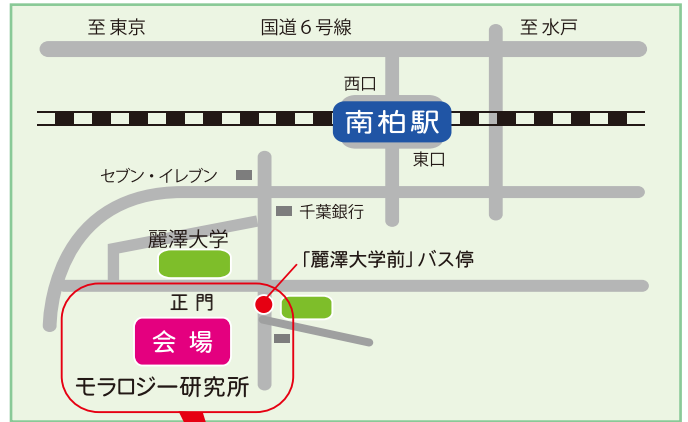 至 東京
国道６号線
至 水戸
西口
南柏駅
東口
セブン・イレブン
千葉銀行
麗澤大学
「麗澤大学前」バス停
正 門
会 場
モラロジー研究所